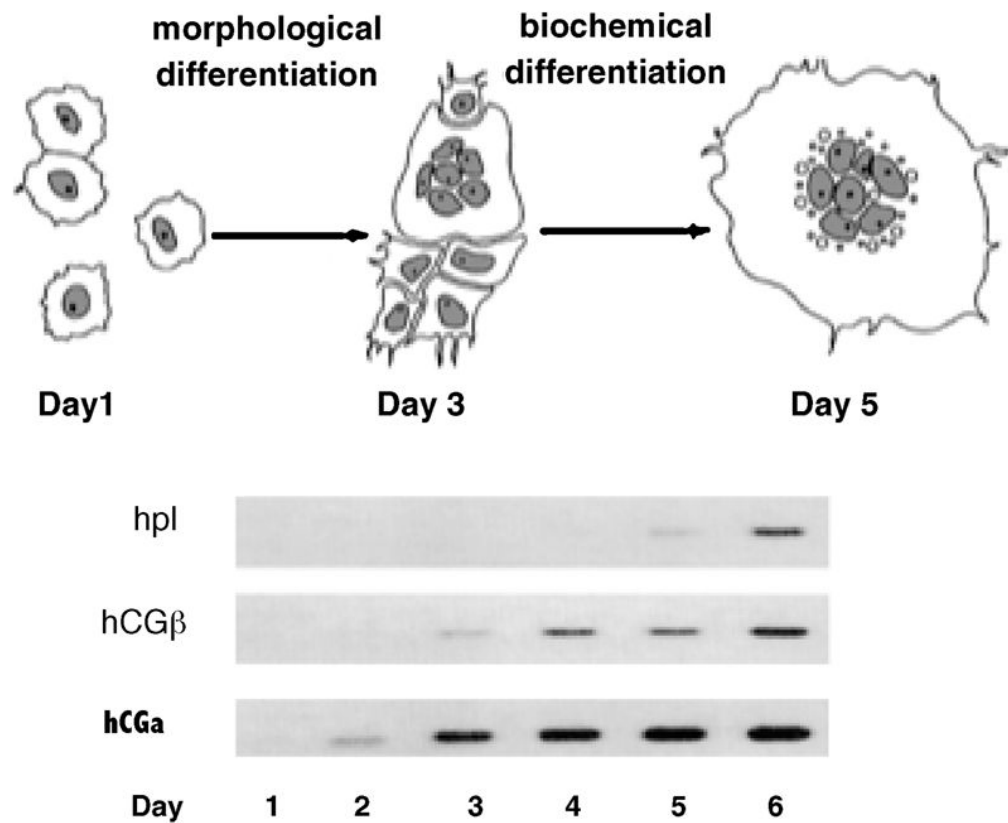 morphological
differentiation
biochemical
differentiation
Day1
Day 3
Day 5
hpl
hCGβ
hCGa
Day 1 2 3 4 5 6